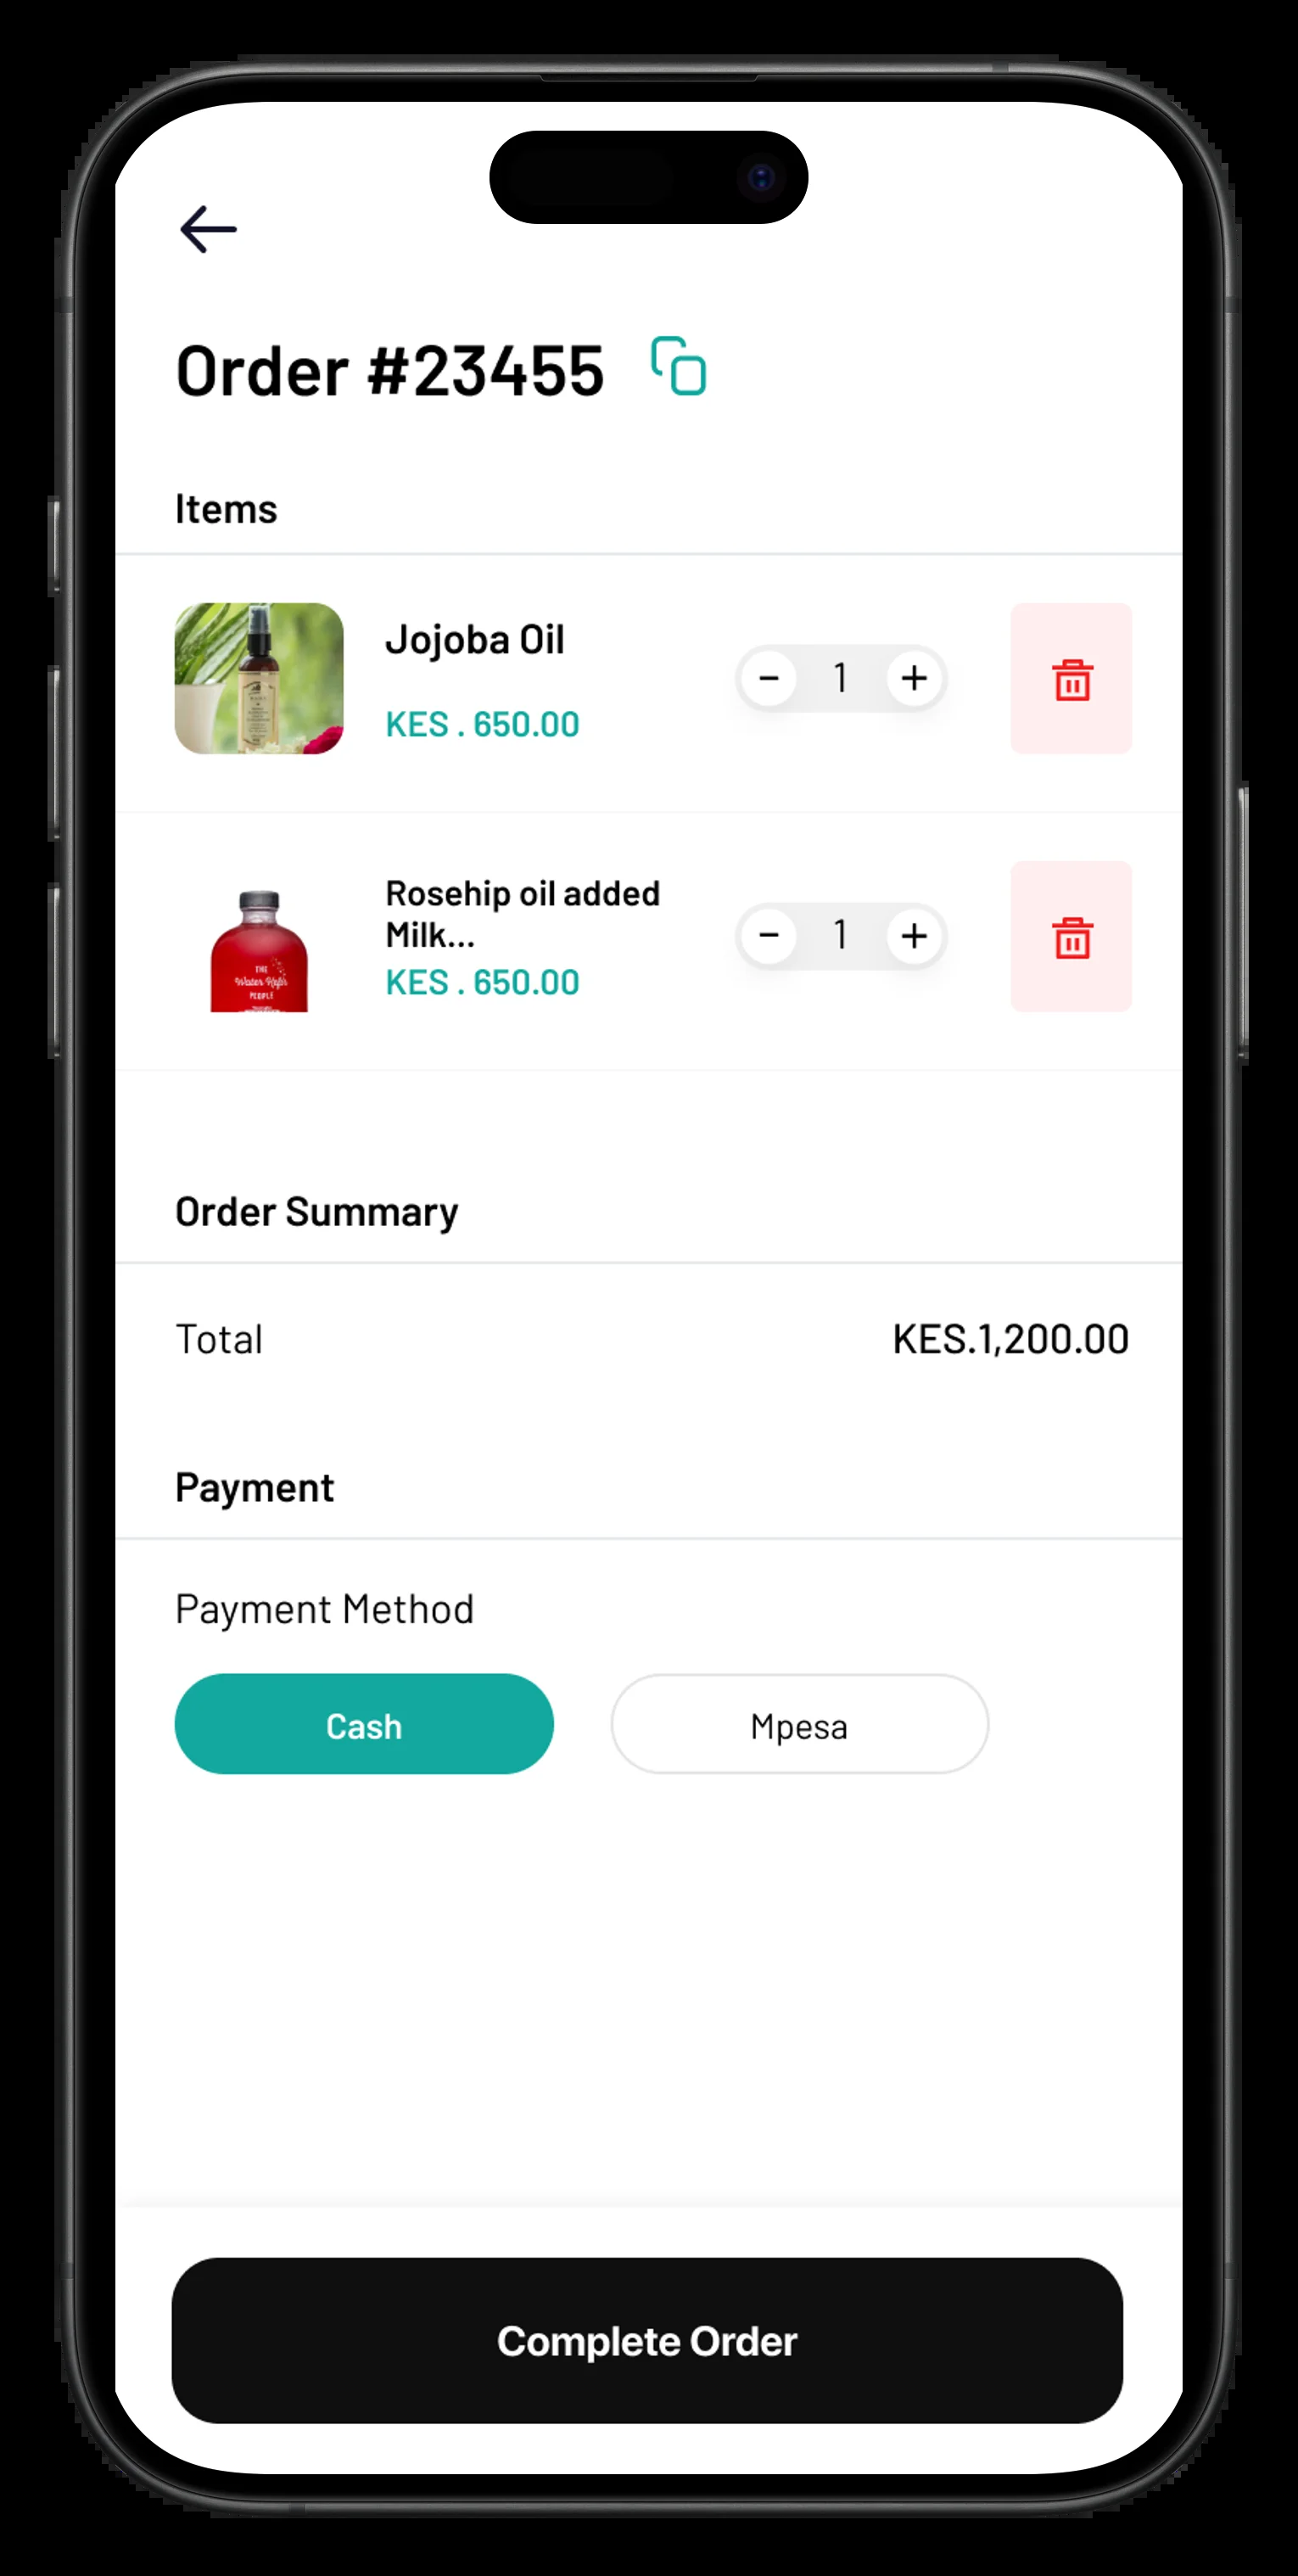 Order #23455
Items
Jojoba Oil
KES . 650.00
- 1 +
Rosehip oil added
Milk...
KES . 650.00
- 1 +
THE
Water Kefir
PEOPLE
Order Summary
Total KES.1,200.00
Payment
Payment Method
Cash Mpesa
Complete Order